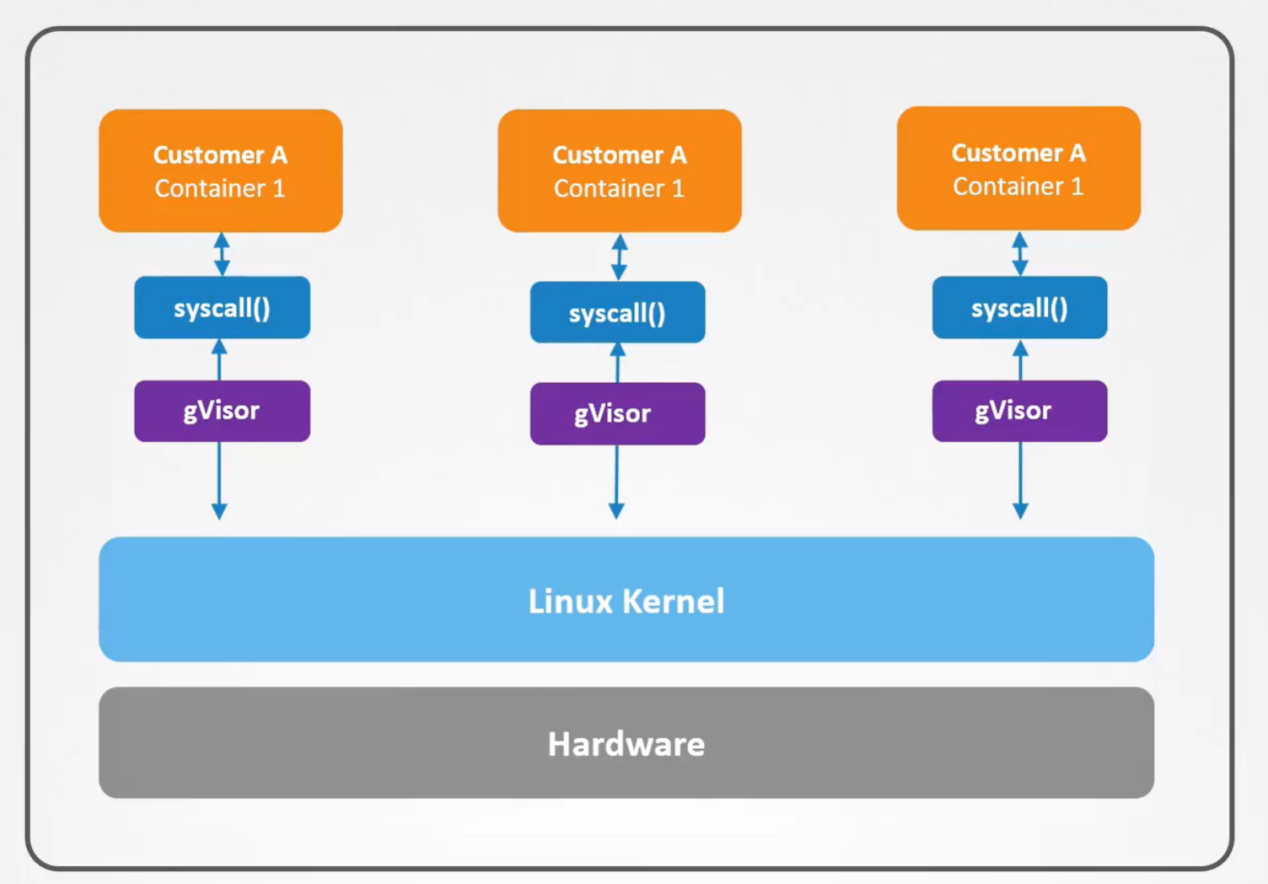 Customer A
Container 1
Customer A
Container 1
Customer A
Container 1
syscall()
syscall()
syscall()
gVisor
gVisor
gVisor
Linux Kernel
Hardware